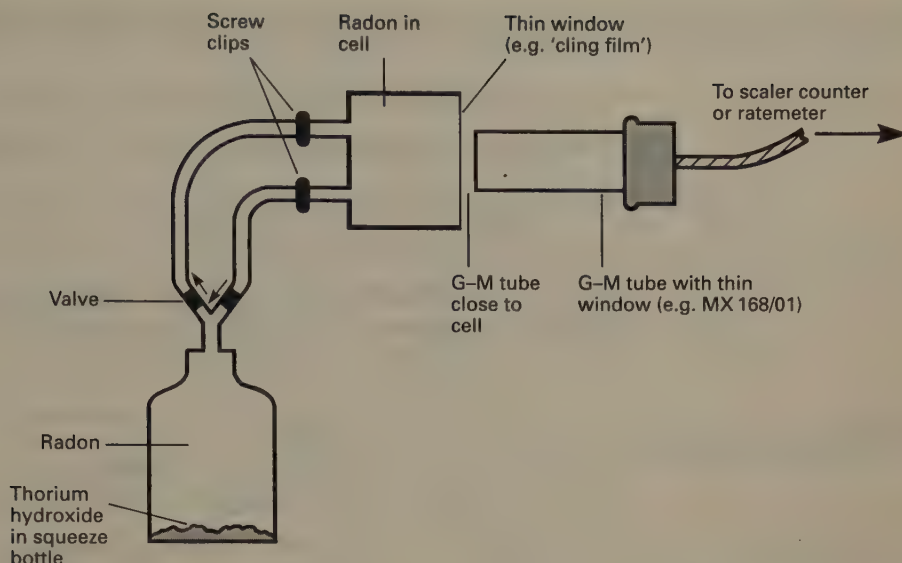 Screw
clips
Radon in
cell
Thin window
(e.g. 'cling film')
To scaler counter
or ratemeter
G–M tube
close to
cell
G–M tube with thin
window (e.g. MX 168/01)
Valve
Radon
Thorium
hydroxide
in squeeze
bottle